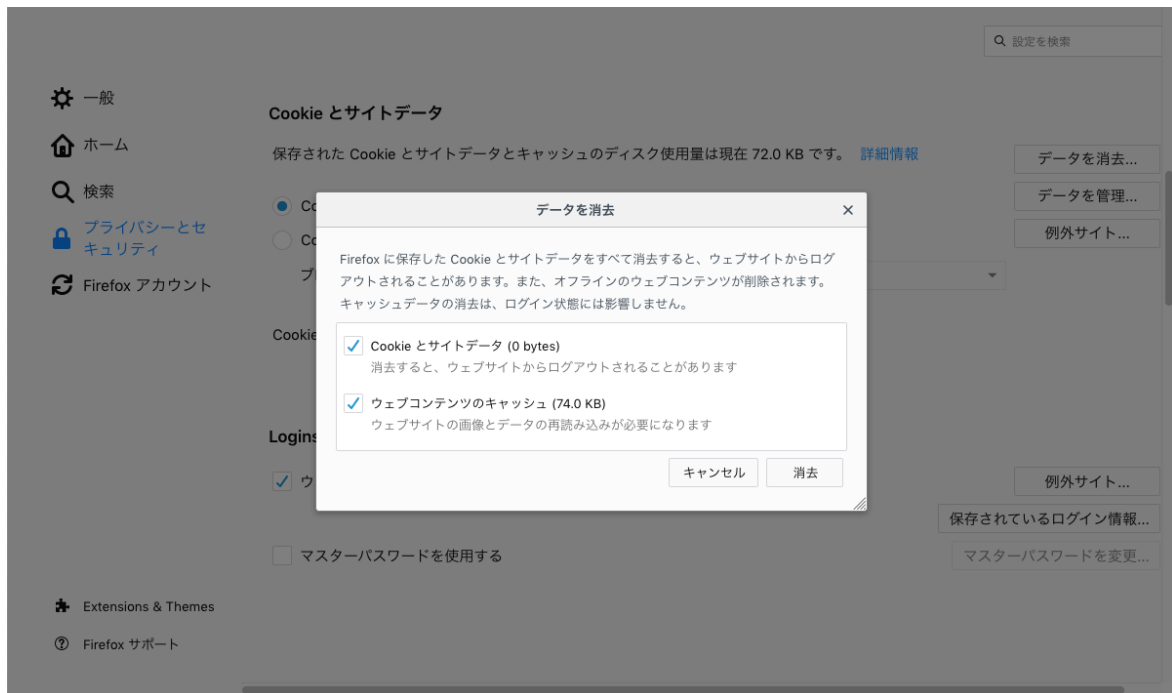 設定を検索
一般
ホーム
検索
プライバシーとセ
キュリティ
Firefox アカウント
Extensions & Themes
Firefox サポート
Cookie とサイトデータ
保存された Cookie とサイトデータとキャッシュのディスク使用量は現在 72.0 KB です。 詳細情報
データを消去...
データを管理...
例外サイト...
Cookie
Logins
ウ
例外サイト...
保存されているログイン情報...
マスターパスワードを使用する
マスターパスワードを変更...
データを消去
Firefox に保存した Cookie とサイトデータをすべて消去すると、ウェブサイトからログ
アウトされることがあります。また、オフラインのウェブコンテンツが削除されます。
キャッシュデータの消去は、ログイン状態には影響しません。
Cookie とサイトデータ (0 bytes)
消去すると、ウェブサイトからログアウトされることがあります
ウェブコンテンツのキャッシュ (74.0 KB)
ウェブサイトの画像とデータの再読み込みが必要になります
キャンセル
消去